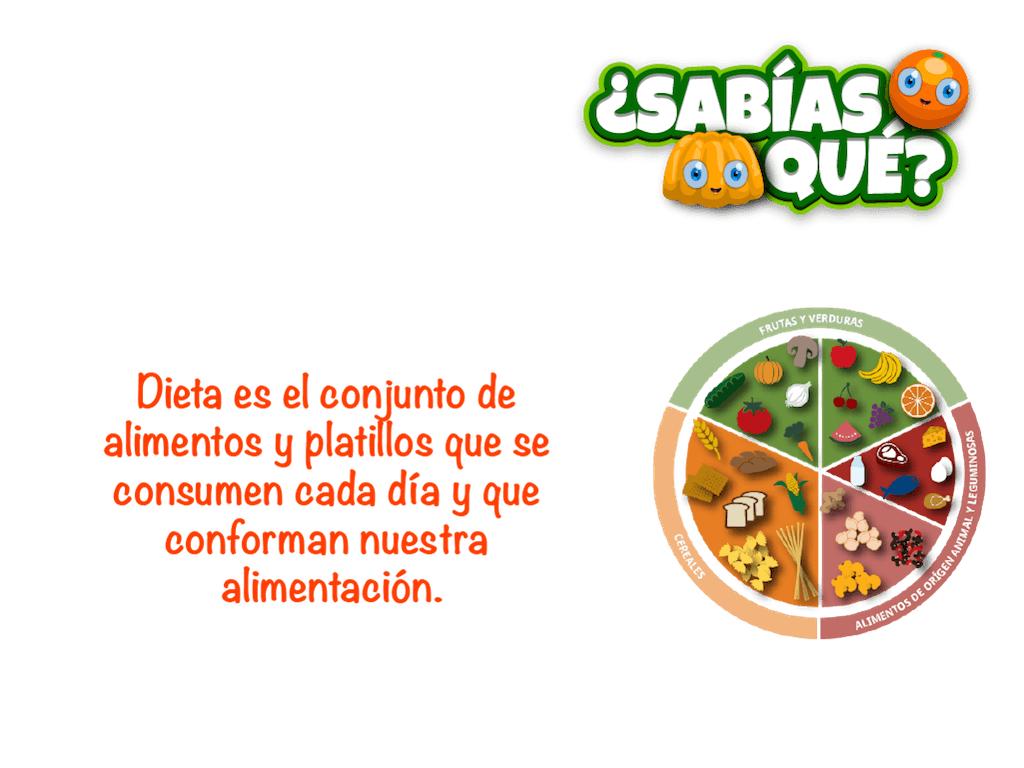 ¿SABÍAS
QUÉ?
Dieta es el conjunto de
alimentos y platillos que se
consumen cada día y que
conforman nuestra
alimentación.
FRUTAS Y VERDURAS
CEREALES
ALIMENTOS DE ORÍGEN ANIMAL Y LEGUMINOSAS